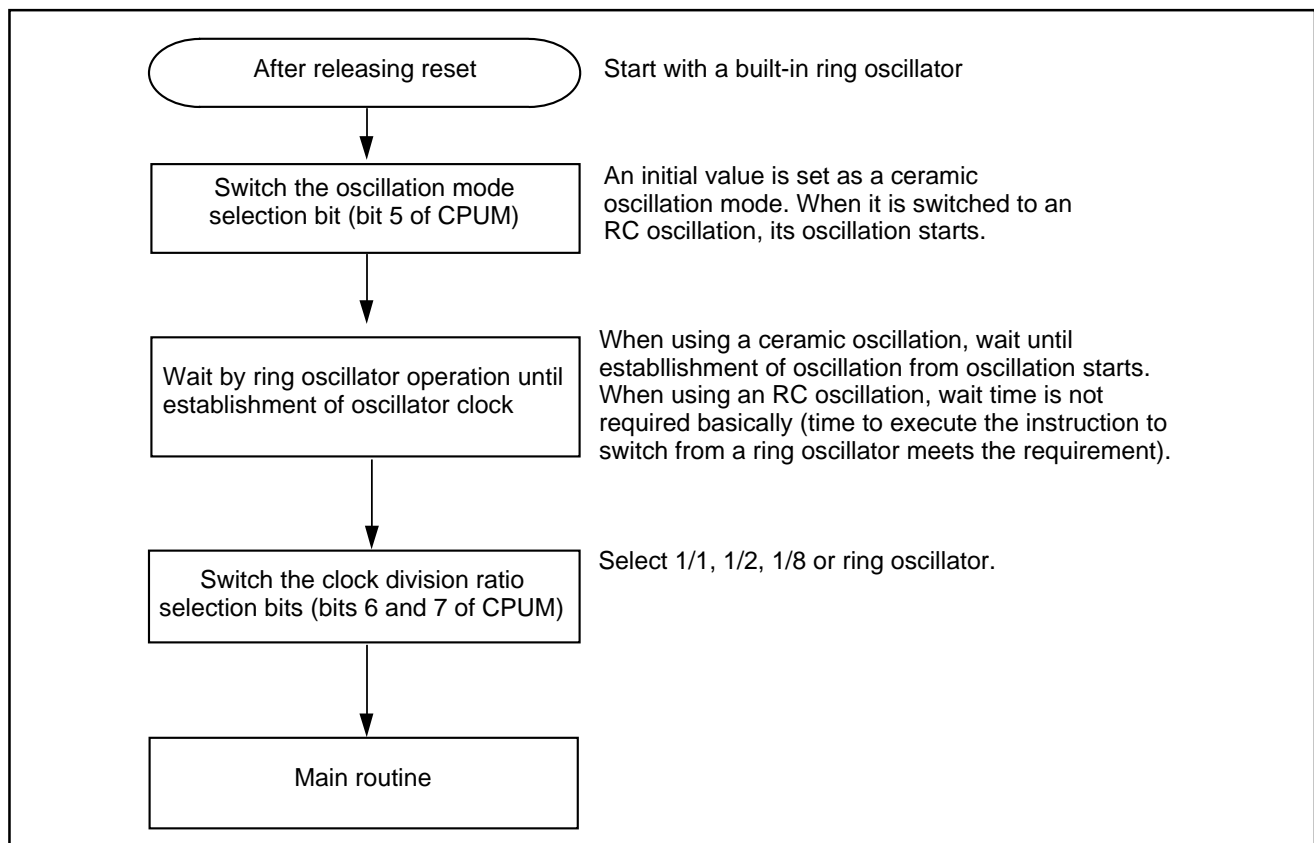 After releasing reset
Start with a built-in ring oscillator
Switch the oscillation mode
selection bit (bit 5 of CPUM)
An initial value is set as a ceramic
oscillation mode. When it is switched to an
RC oscillation, its oscillation starts.
Wait by ring oscillator operation until
establishment of oscillator clock
When using a ceramic oscillation, wait until
establlishment of oscillation from oscillation starts.
When using an RC oscillation, wait time is not
required basically (time to execute the instruction to
switch from a ring oscillator meets the requirement).
Switch the clock division ratio
selection bits (bits 6 and 7 of CPUM)
Select 1/1, 1/2, 1/8 or ring oscillator.
Main routine